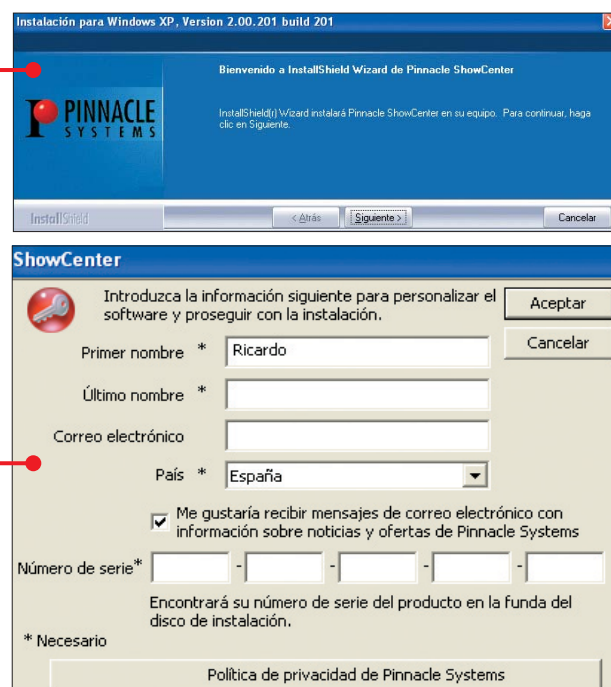 Instalación para Windows XP, Version 2.00.201 build 201
Bienvenido a InstallShield Wizard de Pinnacle ShowCenter
PINNACLE
SYSTEMS
InstallShield(r) Wizard instalará Pinnacle ShowCenter en su equipo. Para continuar, haga
clic en Siguiente.
InstallShield
< Atrás
Siguiente >
Cancelar
ShowCenter
Introduzca la información siguiente para personalizar el
software y proseguir con la instalación.
Aceptar
Cancelar
Primer nombre * Ricardo
Último nombre *
Correo electrónico
País * España
Me gustaría recibir mensajes de correo electrónico con
información sobre noticias y ofertas de Pinnacle Systems
Número de serie* - - - -
Encontrará su número de serie del producto en la funda del
disco de instalación.
* Necesario
Política de privacidad de Pinnacle Systems